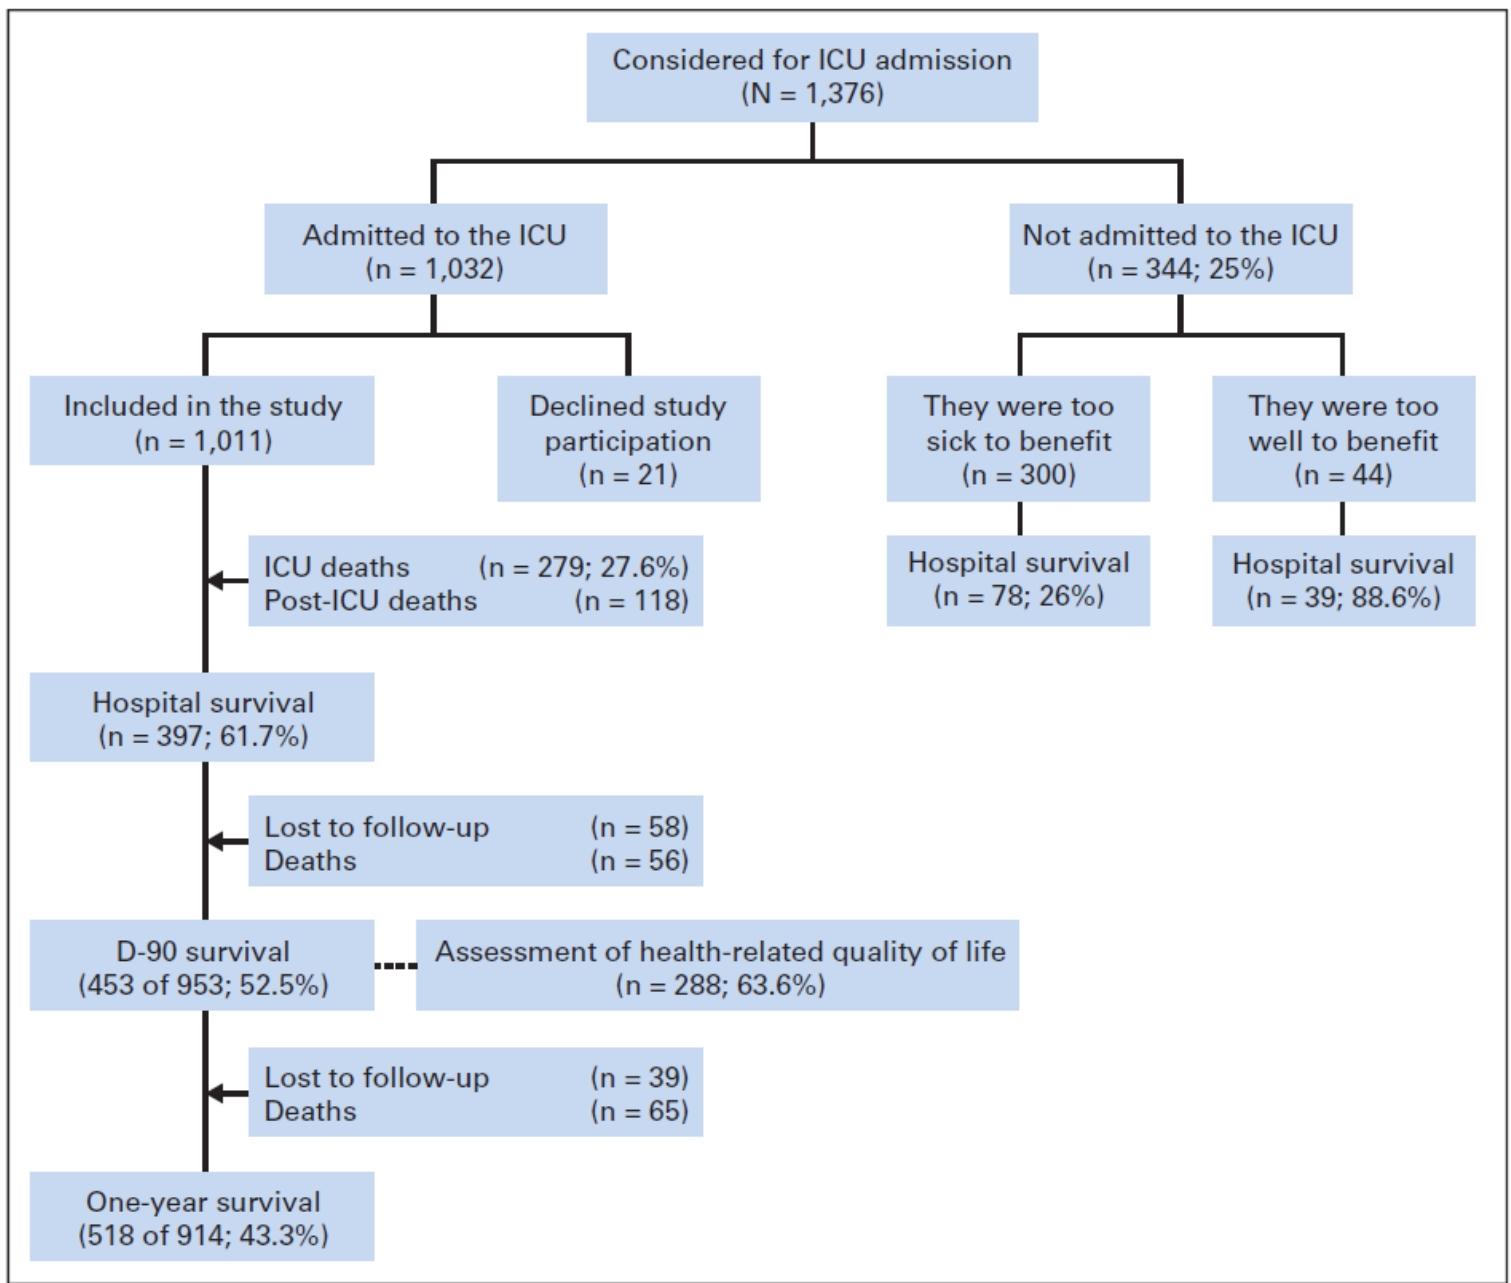 Considered for ICU admission
(N = 1,376)
Admitted to the ICU
(n = 1,032)
Not admitted to the ICU
(n = 344; 25%)
Included in the study
(n = 1,011)
Declined study
participation
(n = 21)
They were too
sick to benefit
(n = 300)
They were too
well to benefit
(n = 44)
ICU deaths (n = 279; 27.6%)
Post-ICU deaths (n = 118)
Hospital survival
(n = 78; 26%)
Hospital survival
(n = 39; 88.6%)
Hospital survival
(n = 397; 61.7%)
Lost to follow-up (n = 58)
Deaths (n = 56)
D-90 survival
(453 of 953; 52.5%)
Assessment of health-related quality of life
(n = 288; 63.6%)
Lost to follow-up (n = 39)
Deaths (n = 65)
One-year survival
(518 of 914; 43.3%)